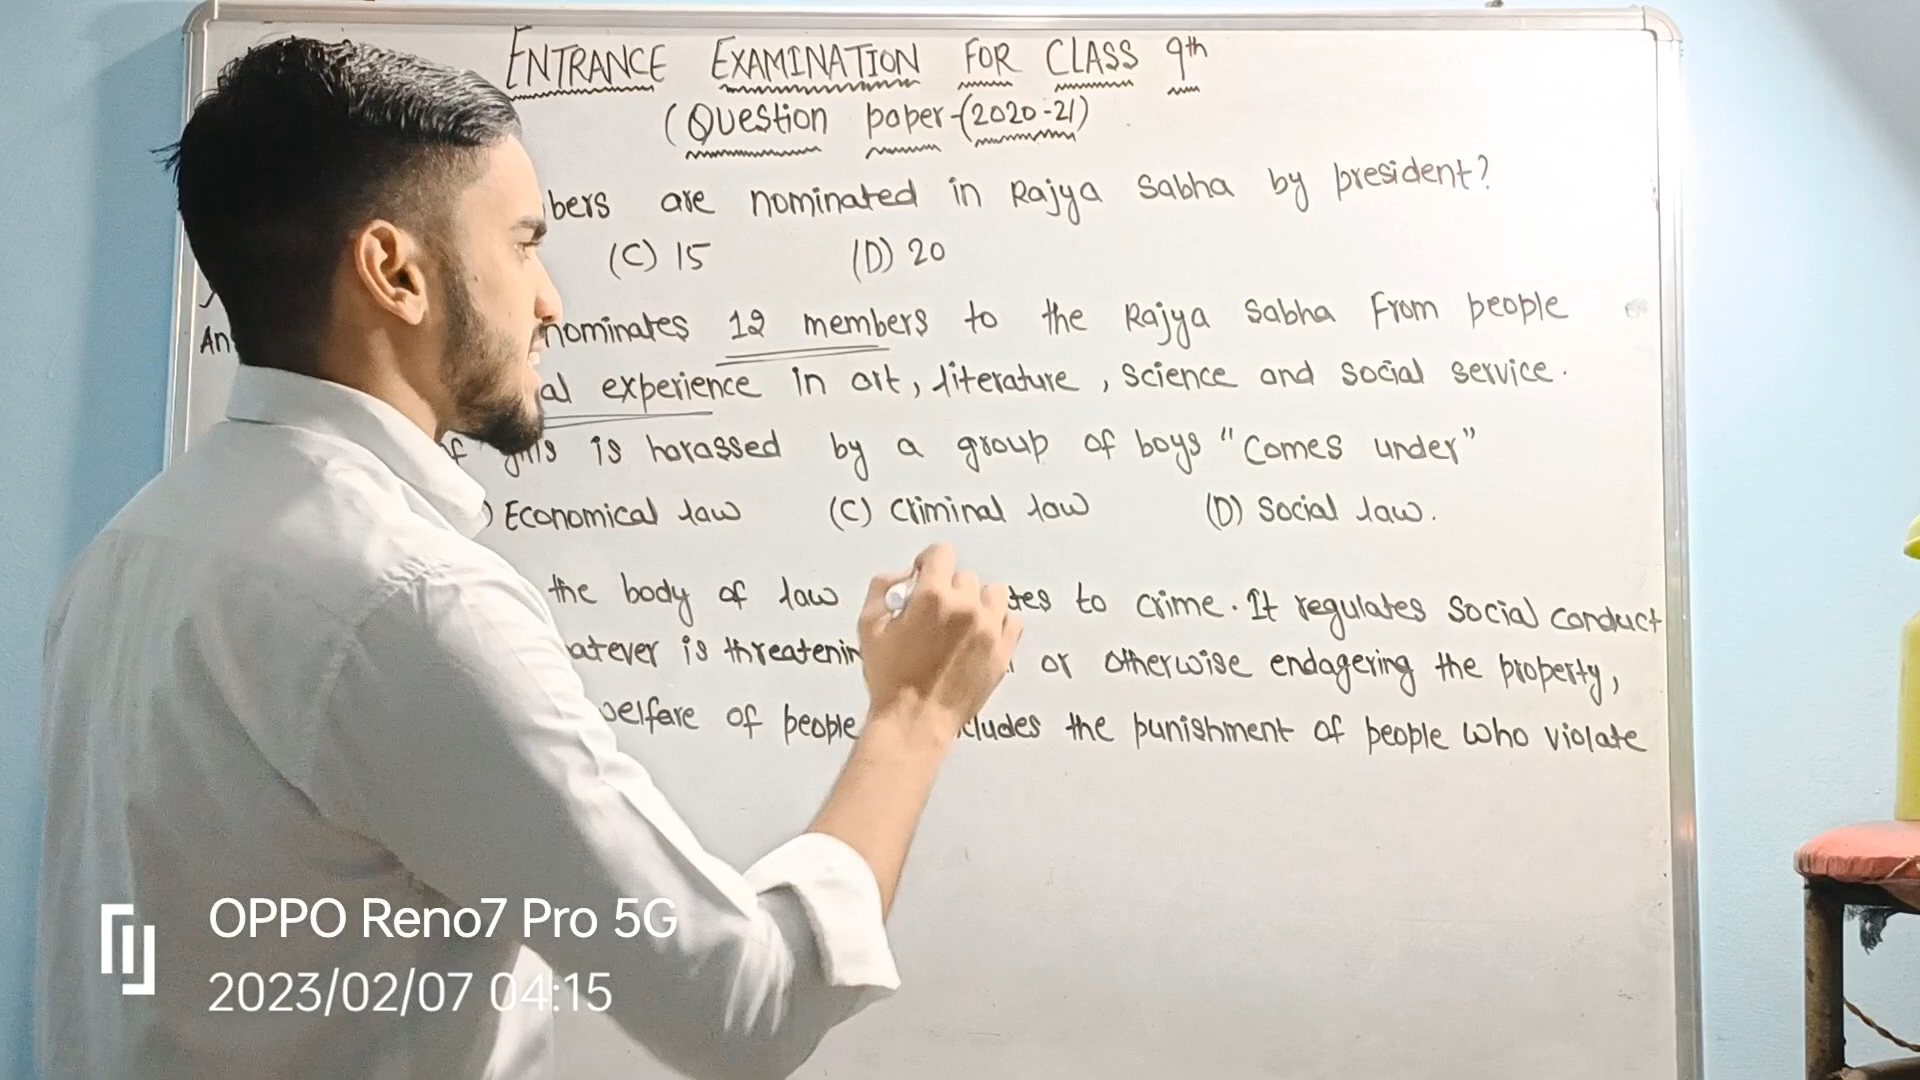 ENTRANCE EXAMINATION FOR CLASS 9th
(Question paper-(2020-21)
bers are nominated in Rajya Sabha by president?
(C) 15 (D) 20
An nominates 12 members to the Rajya Sabha From people
al experience in art, literature, science and social service.
of girls is harassed by a group of boys "Comes under"
) Economical law (C) Criminal law (D) Social law.
the body of law tes to crime. It regulates Social conduct
atever is threatenin or otherwise endagering the property,
welfare of people cludes the punishment of people who violate
OPPO Reno7 Pro 5G
2023/02/07 04:15